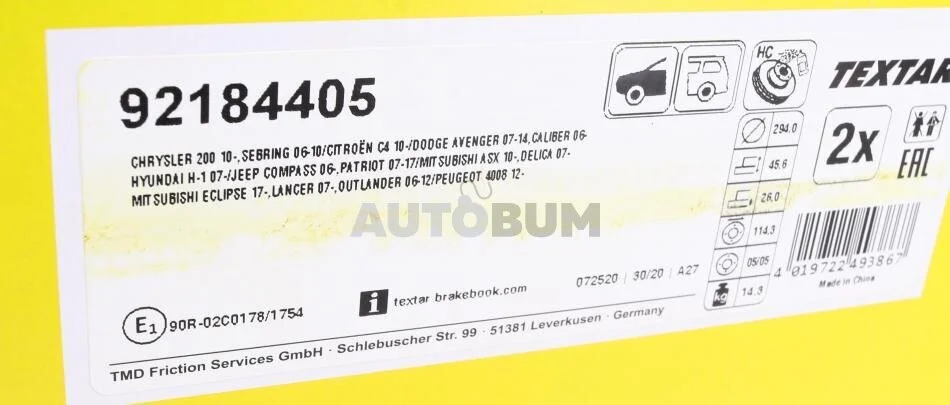 92184405
CHRYSLER 200 10-,SEBRING 06-10/CITROËN C4 10-/DODGE AVENGER 07-14,CALIBER 06-
HYUNDAI H-1 07-/JEEP COMPASS 06-,PATRIOT 07-17/MITSUBISHI ASX 10-,DELICA 07-
MITSUBISHI ECLIPSE 17-,LANCER 07-,OUTLANDER 06-12/PEUGEOT 4008 12-
AUTOBUM
HC
TEXTAR
294.0
45.6
26.0
114.3
05/05
kg 14.3
2x
EAC
4 019722 493867
Made in China
072520 | 30/20 | A27
i textar brakebook.com
E1 90R-02C0178/1754
TMD Friction Services GmbH · Schlebuscher Str. 99 · 51381 Leverkusen · Germany